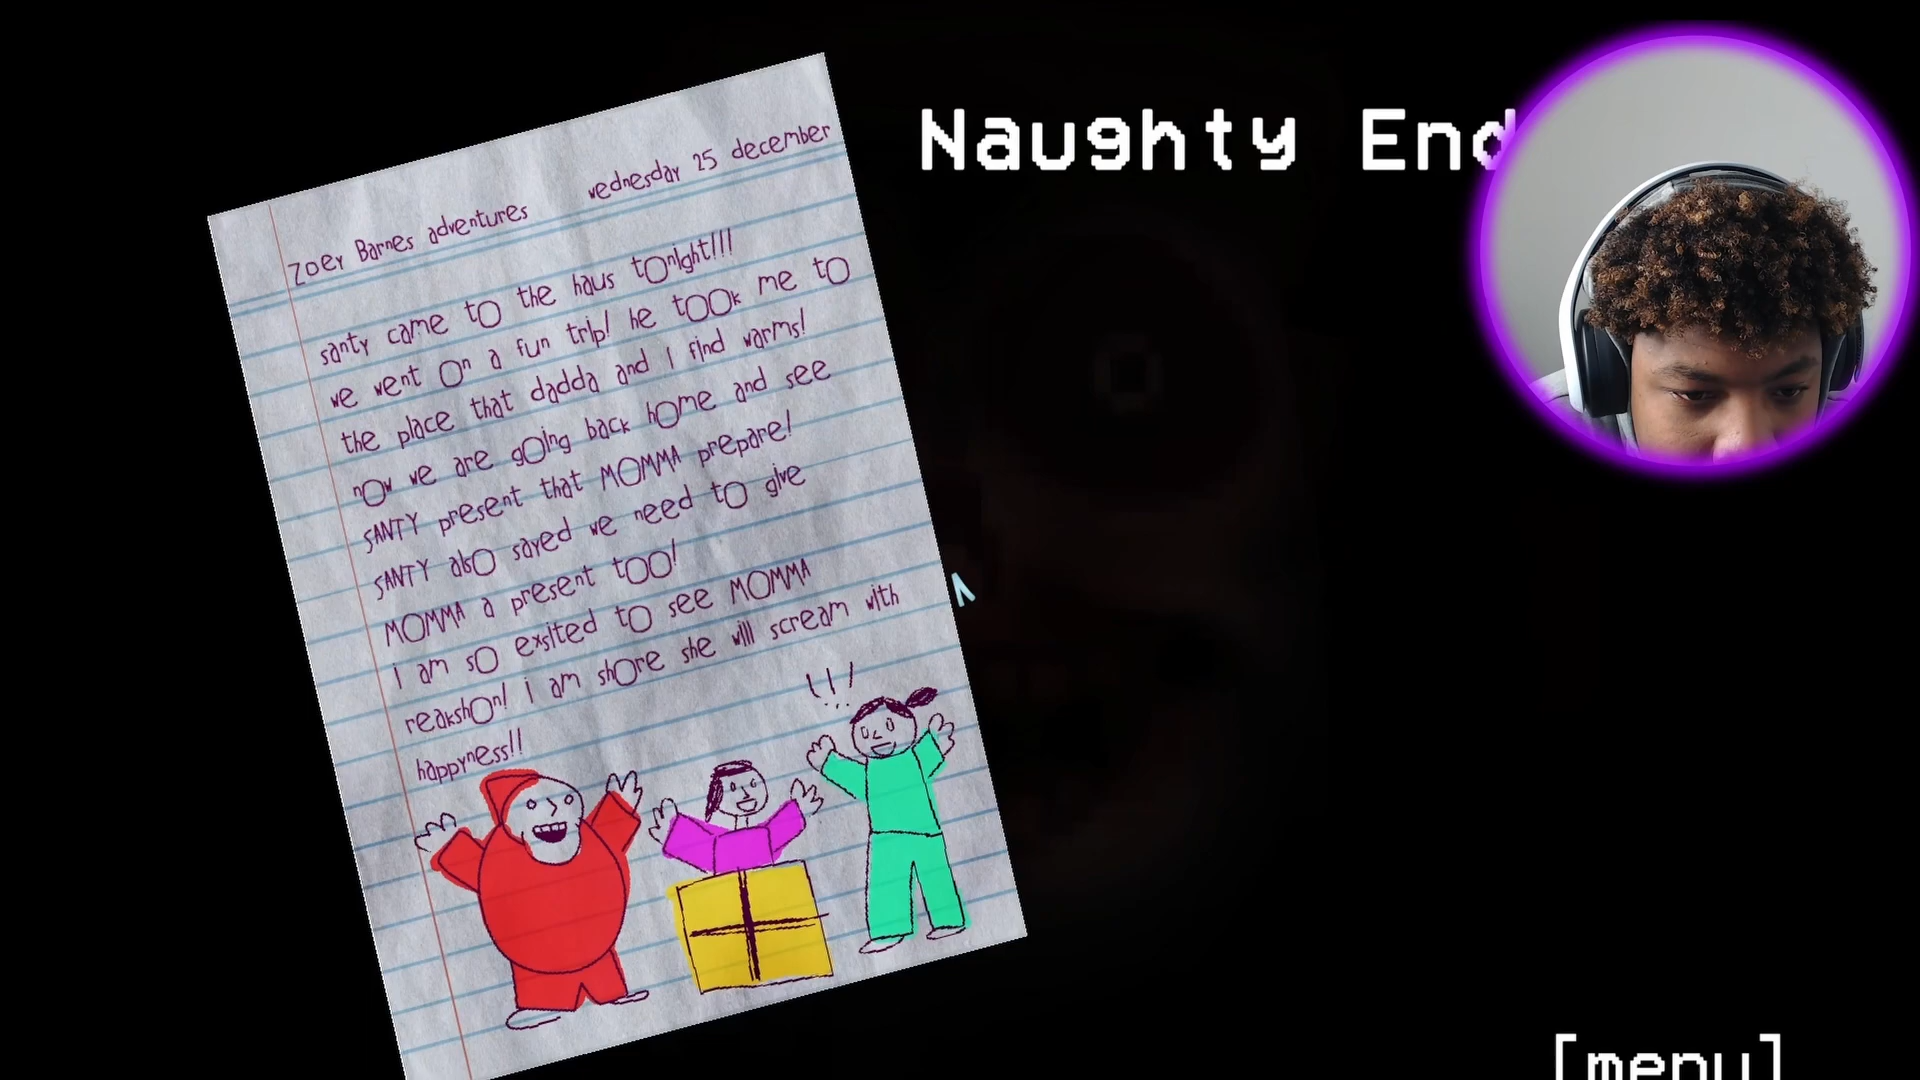 Zoey Barnes adventures wednesday 25 december
santy came to the haus tonight!!!
we went on a fun trip! he took me to
the place that dadda and I find warms!
now we are going back home and see
SANTY present that MOMMA prepare!
SANTY also sayed we need to give
MOMMA a present too!
i am so exsited to see MOMMA
reakshon! i am shore she will scream with
happyness!!
!!!
Naughty End
[menu]